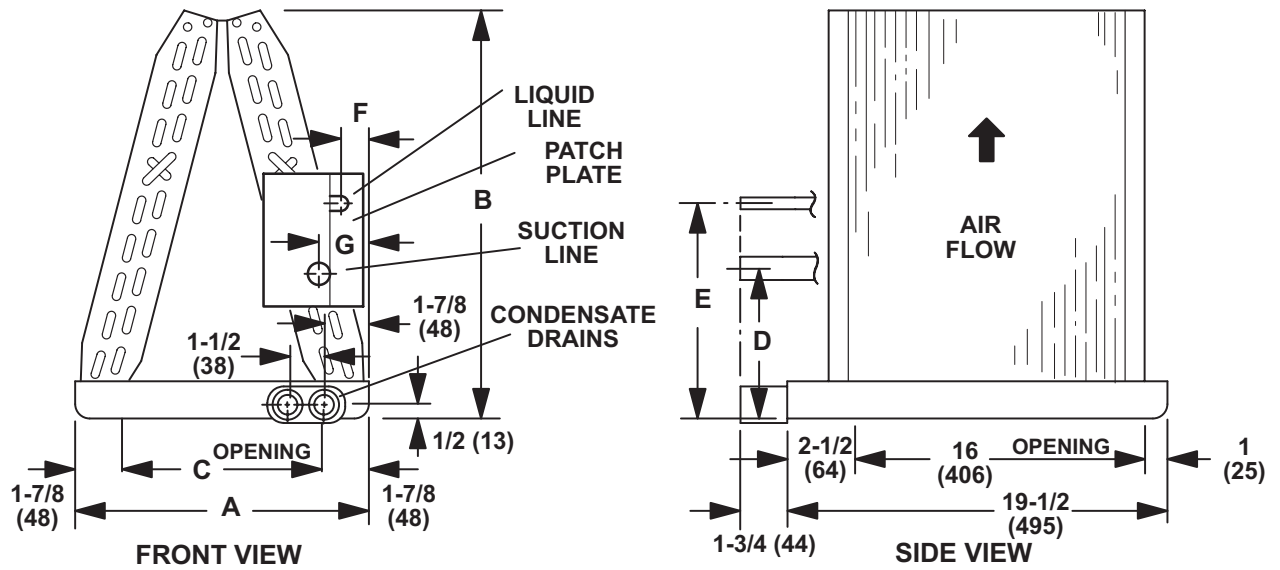 F
LIQUID
LINE
PATCH
PLATE
B
G
SUCTION
LINE
1-7/8
(48)
CONDENSATE
DRAINS
1-1/2
(38)
1/2 (13)
OPENING
C
1-7/8
(48)
A
1-7/8
(48)
FRONT VIEW
AIR
FLOW
E
D
2-1/2
(64)
16
(406)
OPENING
1
(25)
19-1/2
(495)
1-3/4 (44)
SIDE VIEW